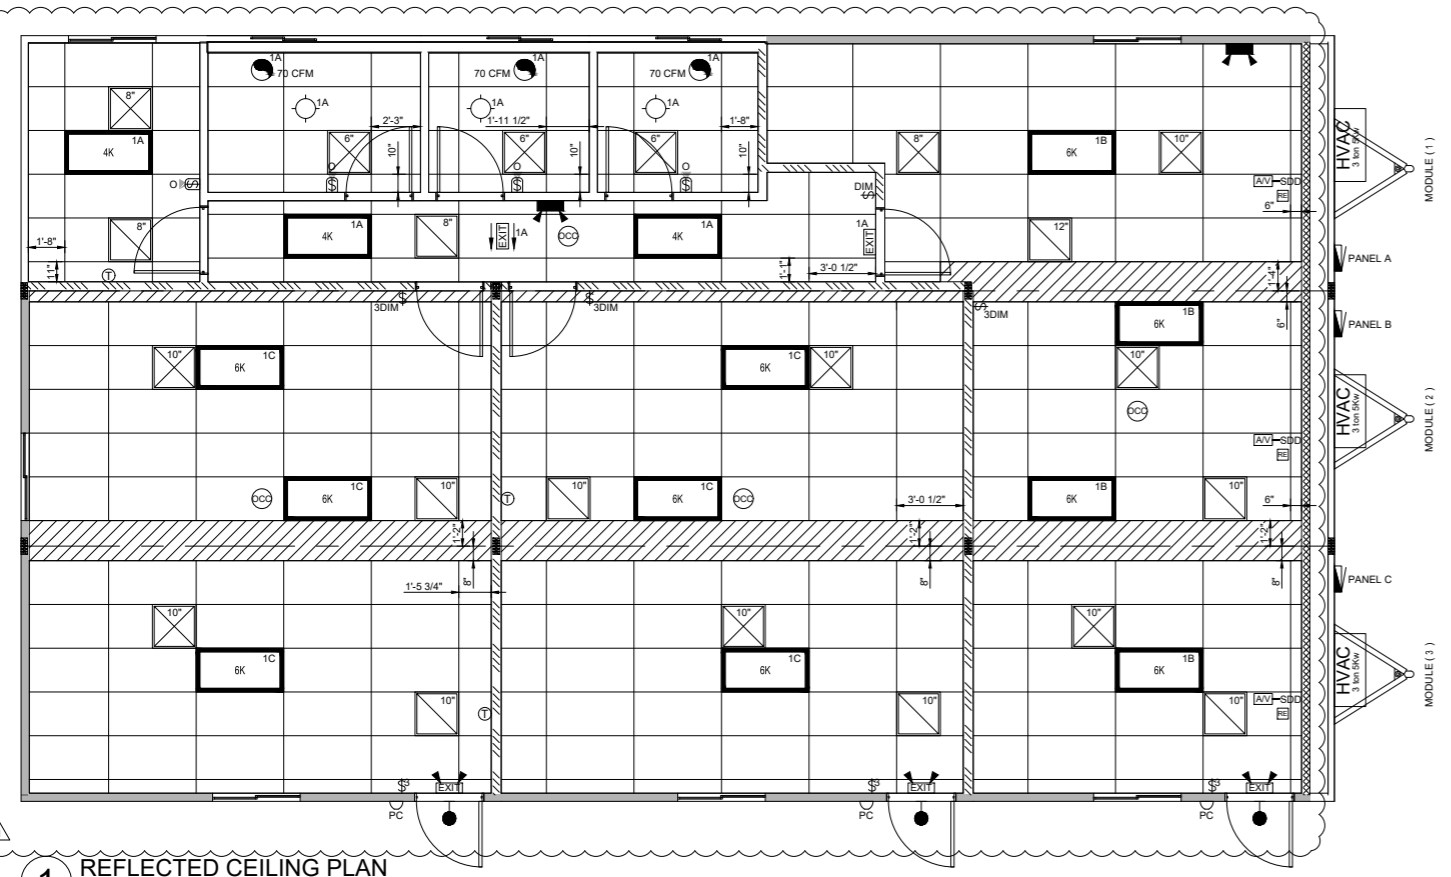 1A 1A 1A
70 CFM 70 CFM 70 CFM
8" 1A 1A 1A
2'-3" 1'-11 1/2" 1'-8"
1A 6" 6" 6" 8" 1B 10"
4K 10" 10" 10" 6K
HVAC
3 ton 5Kw
MODULE ( 1 )
O O O O
$ $ $ $
DIM
$
A/V SDD
RE
6"
8" 1A 8" EXIT 1A OCC 1A 1A EXIT 12"
4K 4K
1'-8" 11" T 1'-1" 3'-0 1/2" 1'-4"
PANEL A
3DIM $ $ 3DIM $ 3DIM 6"
1B
6K
PANEL B
10" 1C 1C 10" 10"
6K 6K
OCC
HVAC
3 ton 5Kw
MODULE ( 2 )
A/V SDD
RE
OCC 1C 10" T 10" 1C OCC 3'-0 1/2" 1B 10" 6"
6K 6K 6K
1'-2" 1'-2" 1'-2"
1'-5 3/4" 8" 8" 8"
PANEL C
10" 10" 10"
1C 1C 1B
6K 6K 6K
HVAC
3 ton 5Kw
MODULE ( 3 )
10" T 10" 10" A/V SDD
RE
$3 EXIT $3 EXIT $3 EXIT
PC PC PC
1 REFLECTED CEILING PLAN